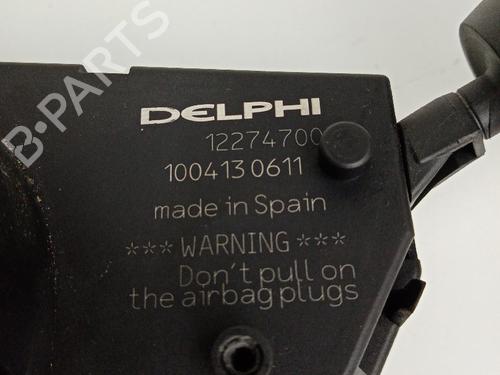 B-PARTS
DELPHI
12274700
1004130611
made in Spain
*** WARNING ***
Don't pull on
the airbag plugs